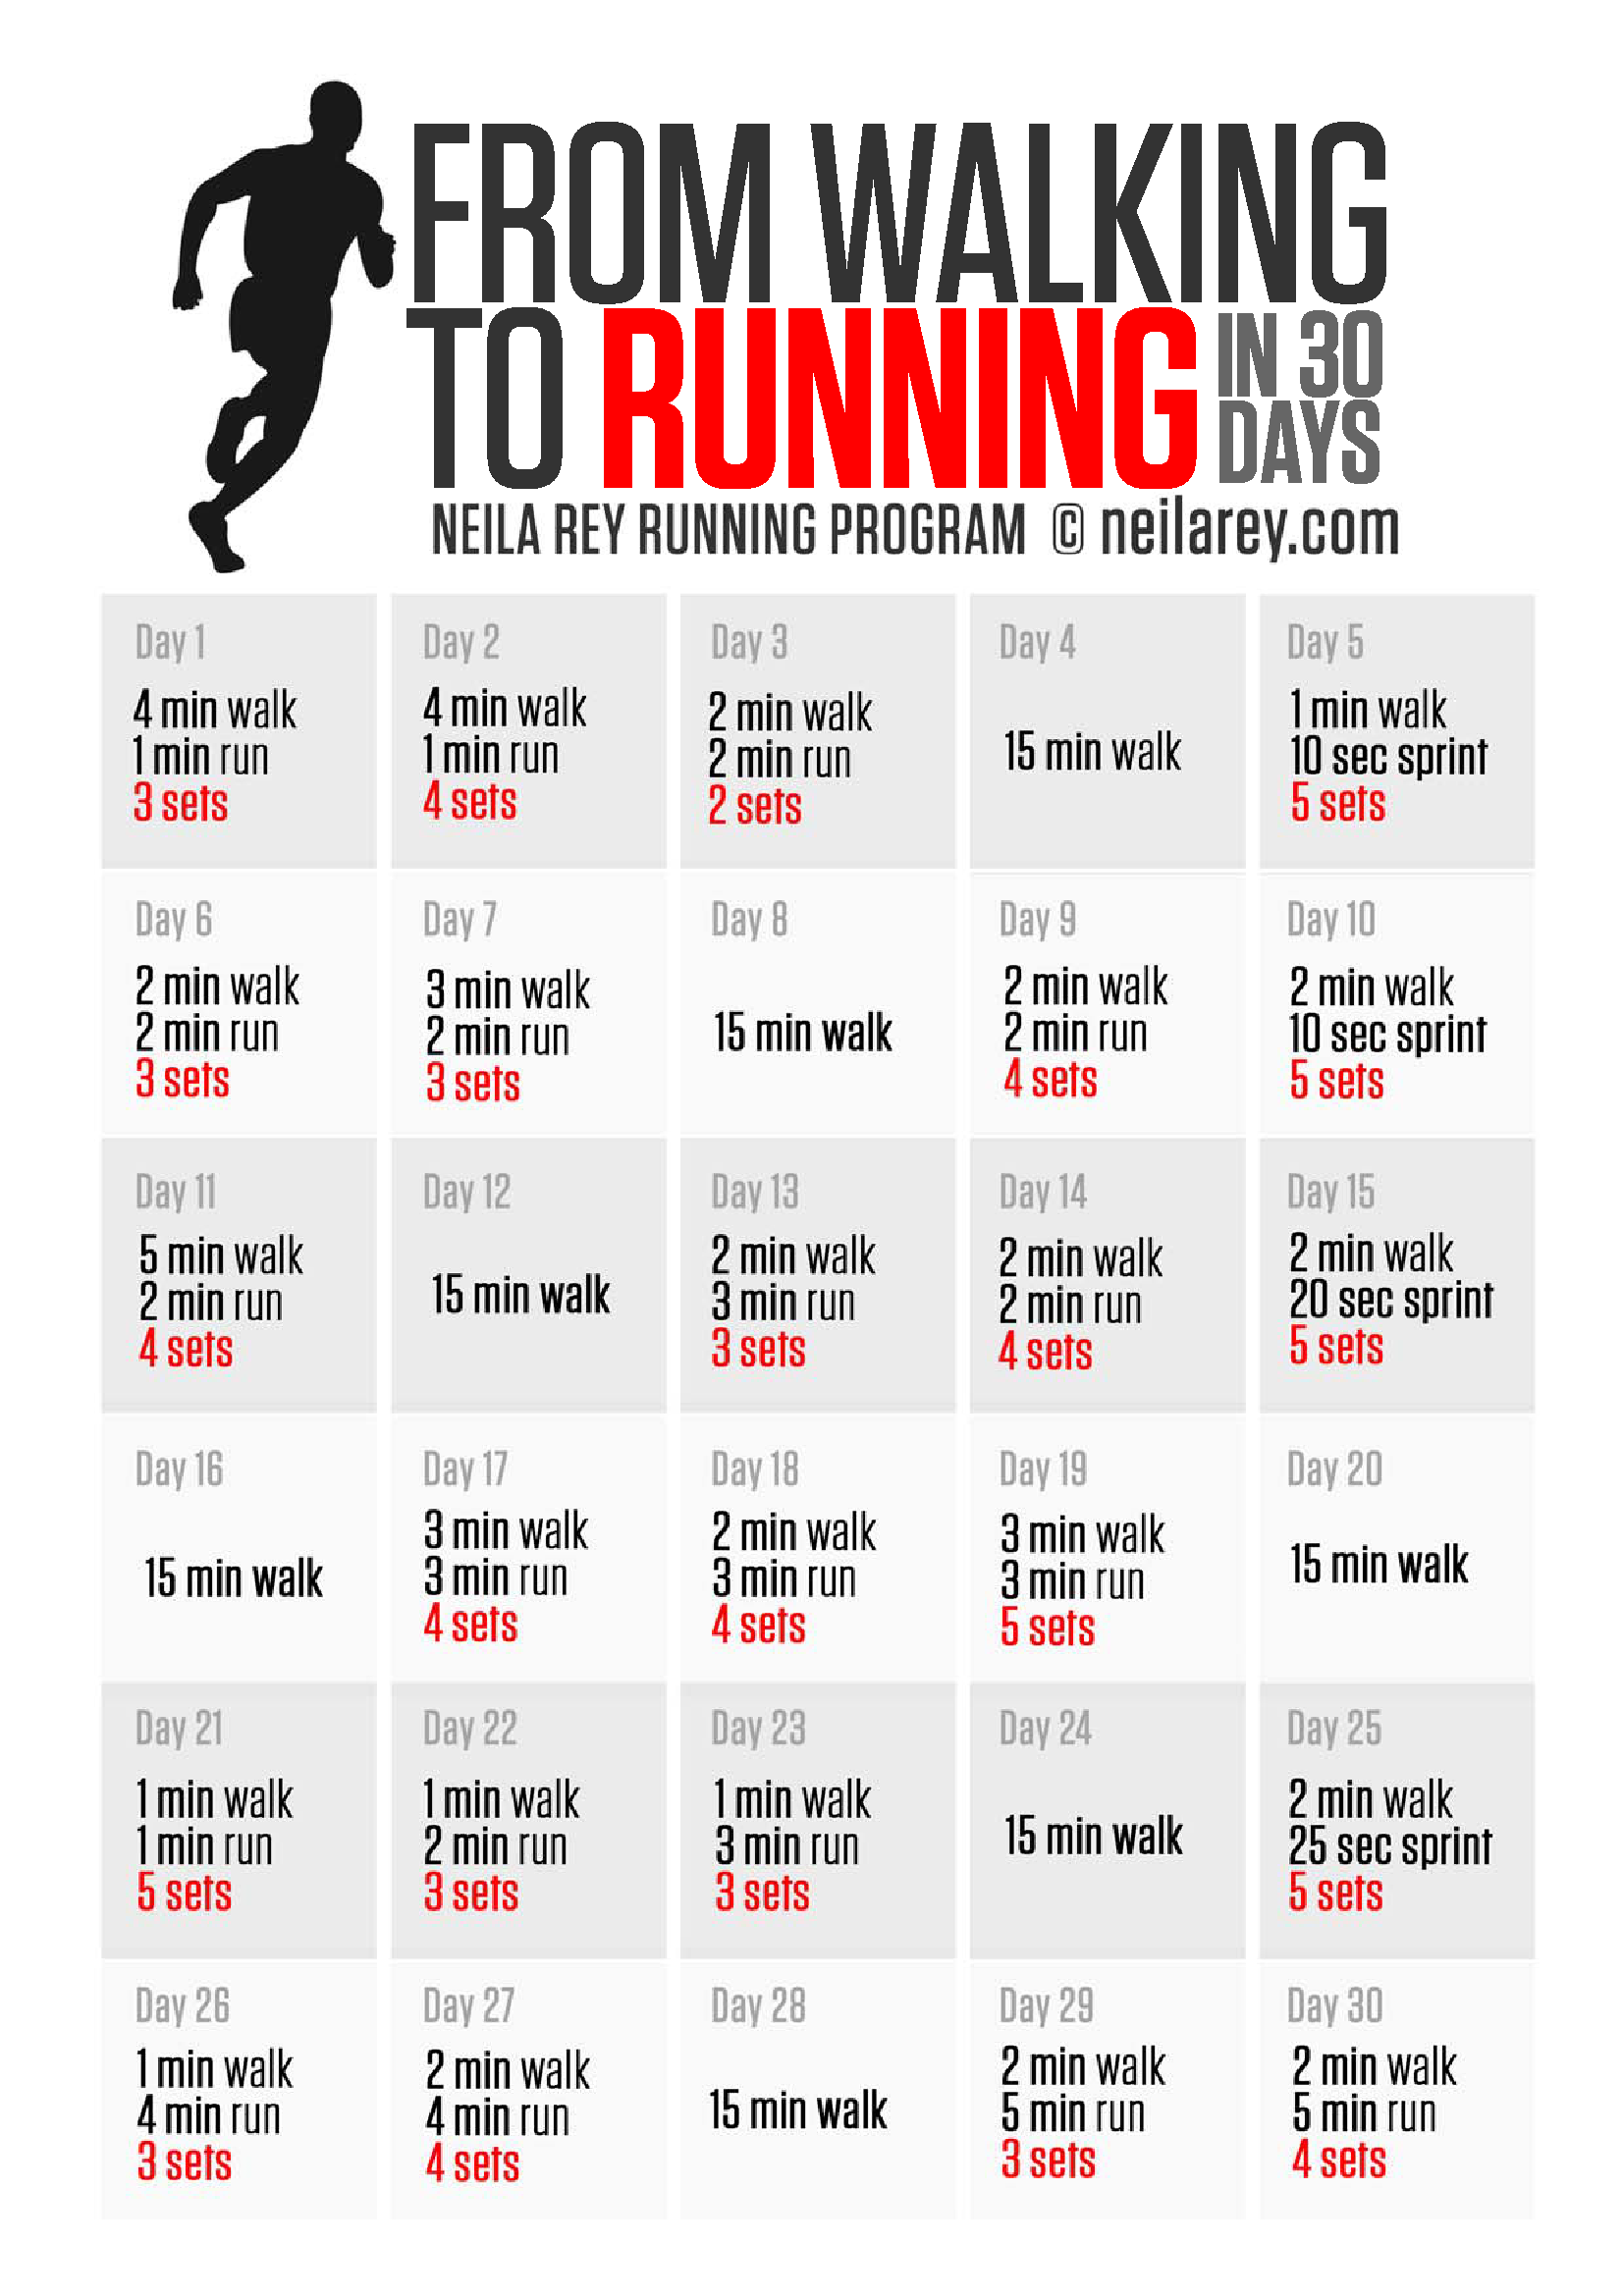 FROM WALKING
TO RUNNING IN 30 DAYS
NEILA REY RUNNING PROGRAM © neilarey.com
Day 1
4 min walk
1 min run
3 sets
Day 2
4 min walk
1 min run
4 sets
Day 3
2 min walk
2 min run
2 sets
Day 4
15 min walk
Day 5
1 min walk
10 sec sprint
5 sets
Day 6
2 min walk
2 min run
3 sets
Day 7
3 min walk
2 min run
3 sets
Day 8
15 min walk
Day 9
2 min walk
2 min run
4 sets
Day 10
2 min walk
10 sec sprint
5 sets
Day 11
5 min walk
2 min run
4 sets
Day 12
15 min walk
Day 13
2 min walk
3 min run
3 sets
Day 14
2 min walk
2 min run
4 sets
Day 15
2 min walk
20 sec sprint
5 sets
Day 16
15 min walk
Day 17
3 min walk
3 min run
4 sets
Day 18
2 min walk
3 min run
4 sets
Day 19
3 min walk
3 min run
5 sets
Day 20
15 min walk
Day 21
1 min walk
1 min run
5 sets
Day 22
1 min walk
2 min run
3 sets
Day 23
1 min walk
3 min run
3 sets
Day 24
15 min walk
Day 25
2 min walk
25 sec sprint
5 sets
Day 26
1 min walk
4 min run
3 sets
Day 27
2 min walk
4 min run
4 sets
Day 28
15 min walk
Day 29
2 min walk
5 min run
3 sets
Day 30
2 min walk
5 min run
4 sets